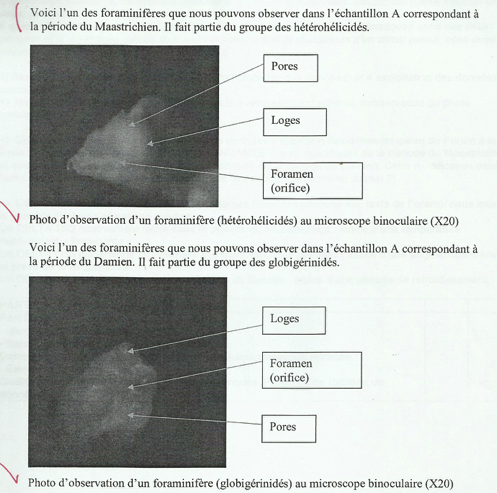 Voici l'un des foraminifères que nous pouvons observer dans l'échantillon A correspondant à
la période du Maastrichien. Il fait partie du groupe des hétérohélicidés.
Pores
Loges
Foramen
(orifice)
Photo d'observation d'un foraminifère (hétérohélicidés) au microscope binoculaire (X20)
Voici l'un des foraminifères que nous pouvons observer dans l'échantillon A correspondant à
la période du Damien. Il fait partie du groupe des globigérinidés.
Loges
Foramen
(orifice)
Pores
Photo d'observation d'un foraminifère (globigérinidés) au microscope binoculaire (X20)